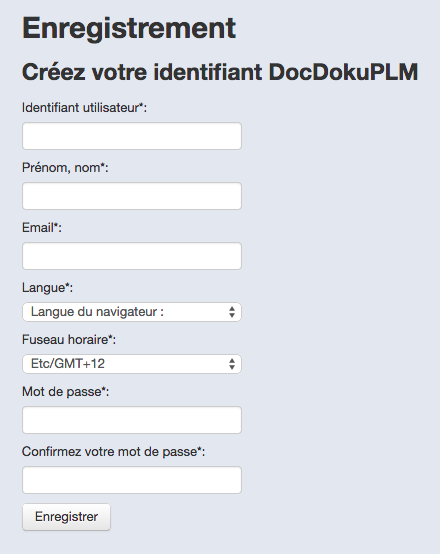 Enregistrement
Créez votre identifiant DocDokuPLM
Identifiant utilisateur*:
Prénom, nom*:
Email*:
Langue*:
Langue du navigateur :
Fuseau horaire*:
Etc/GMT+12
Mot de passe*:
Confirmez votre mot de passe*:
Enregistrer